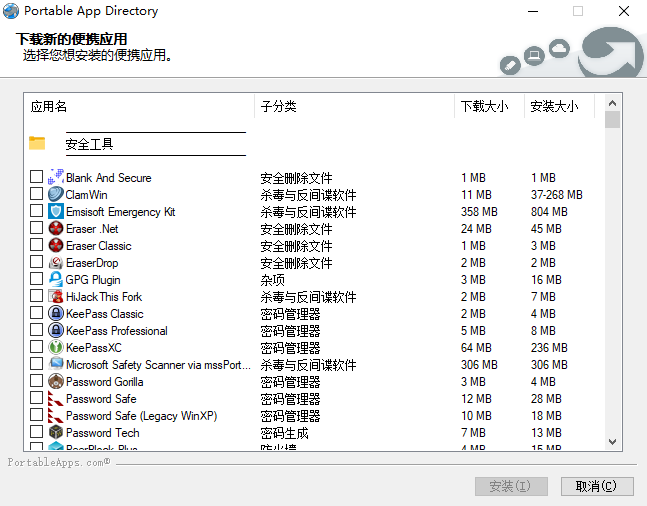 Portable App Directory
下载新的便携应用
选择您想安装的便携应用。
应用名 子分类 下载大小 安装大小
安全工具
Blank And Secure 安全删除文件 1 MB 1 MB
ClamWin 杀毒与反间谍软件 11 MB 37-268 MB
Emsisoft Emergency Kit 杀毒与反间谍软件 358 MB 804 MB
Eraser .Net 安全删除文件 24 MB 45 MB
Eraser Classic 安全删除文件 1 MB 3 MB
EraserDrop 安全删除文件 2 MB 2 MB
GPG Plugin 杂项 3 MB 16 MB
HiJackThis Fork 杀毒与反间谍软件 2 MB 7 MB
KeePass Classic 密码管理器 2 MB 4 MB
KeePass Professional 密码管理器 5 MB 8 MB
KeePassXC 密码管理器 64 MB 236 MB
Microsoft Safety Scanner via mssPort... 杀毒与反间谍软件 306 MB 306 MB
Password Gorilla 密码管理器 3 MB 4 MB
Password Safe 密码管理器 12 MB 28 MB
Password Safe (Legacy WinXP) 密码管理器 10 MB 18 MB
Password Tech 密码生成 7 MB 13 MB
PeerBlock Plus 防火墙 4 MB 15 MB
PortableApps.com®
安装(I) 取消(C)